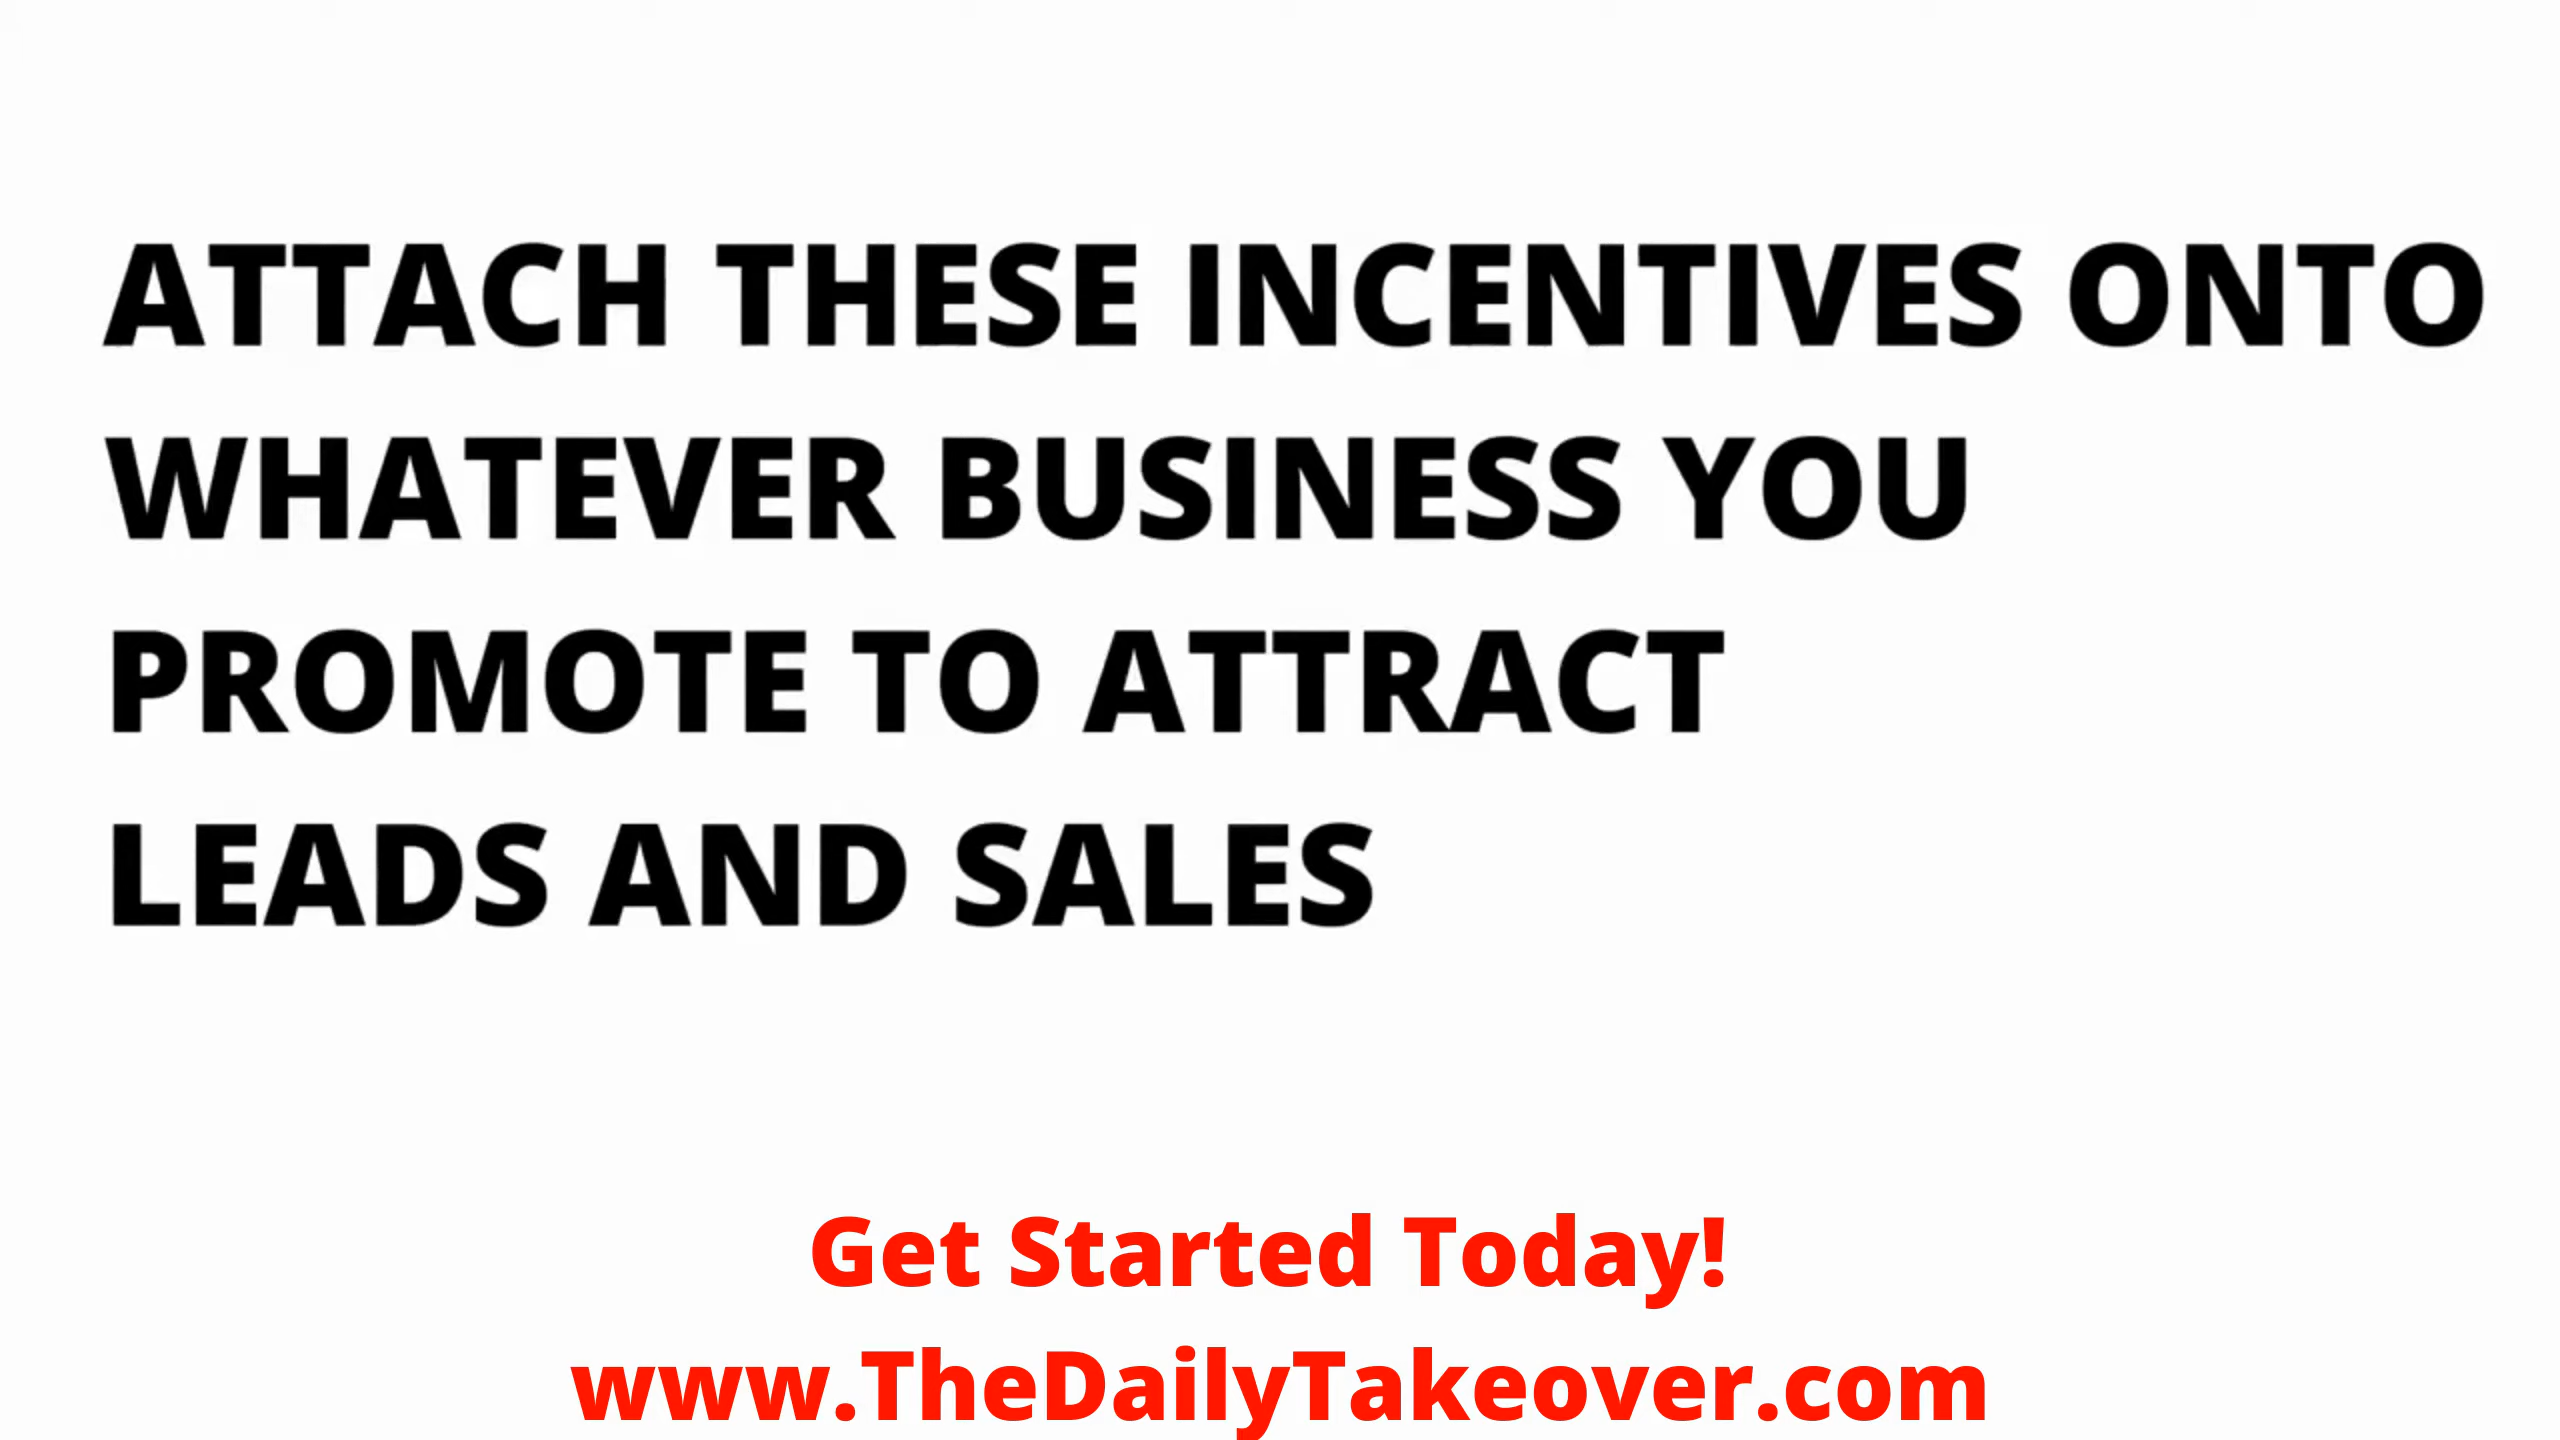 ATTACH THESE INCENTIVES ONTO
WHATEVER BUSINESS YOU
PROMOTE TO ATTRACT
LEADS AND SALES
Get Started Today!
www.TheDailyTakeover.com